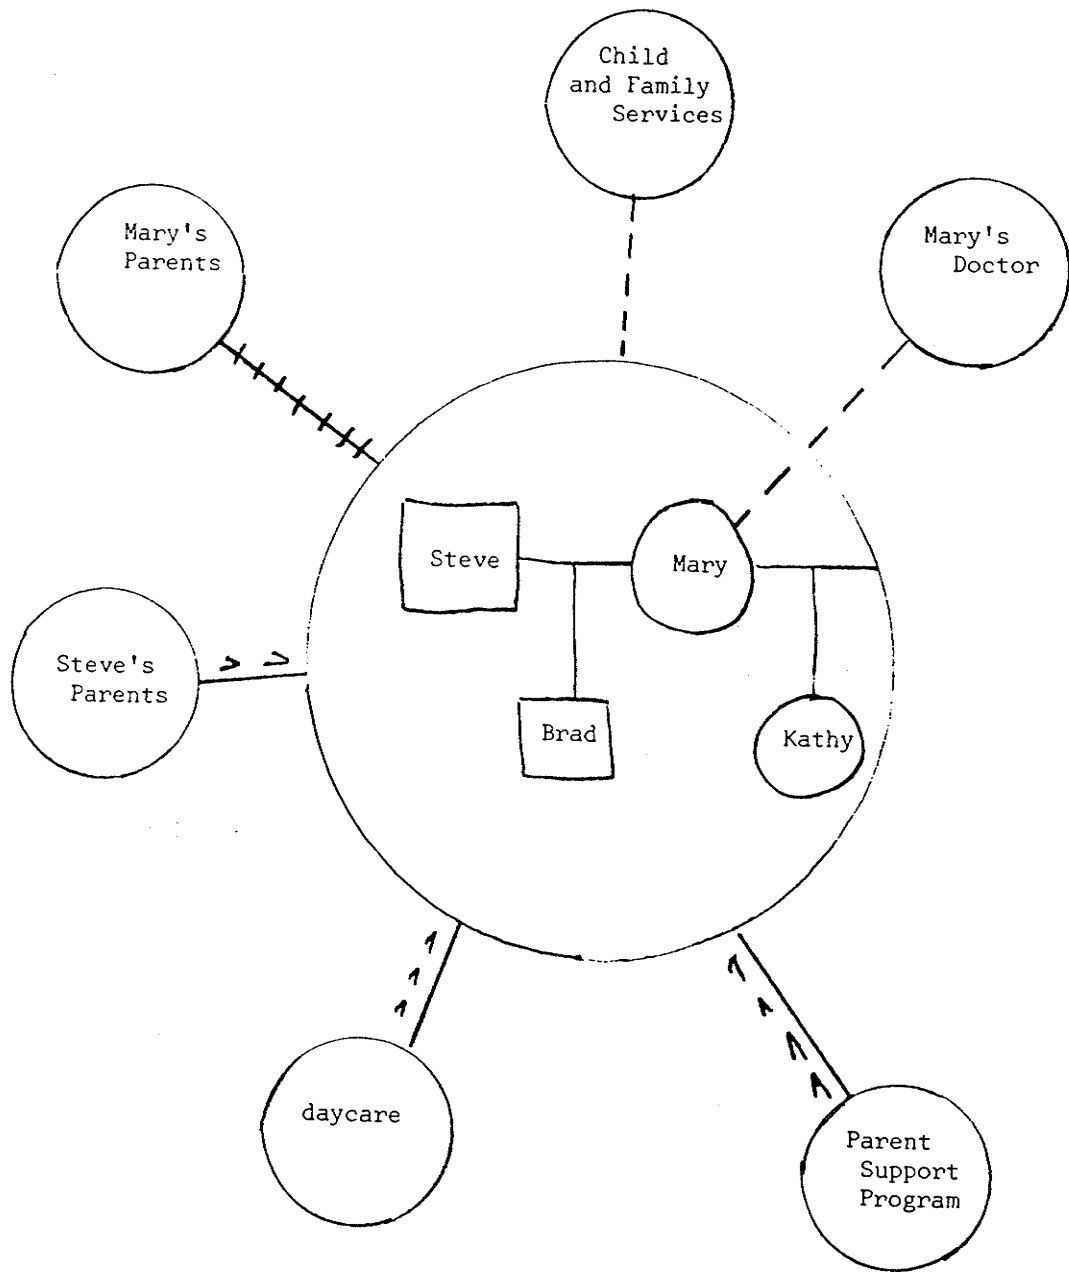 Child
and Family
Services
Mary's
Parents
Mary's
Doctor
Steve
Mary
Steve's
Parents
Brad
Kathy
daycare
Parent
Support
Program